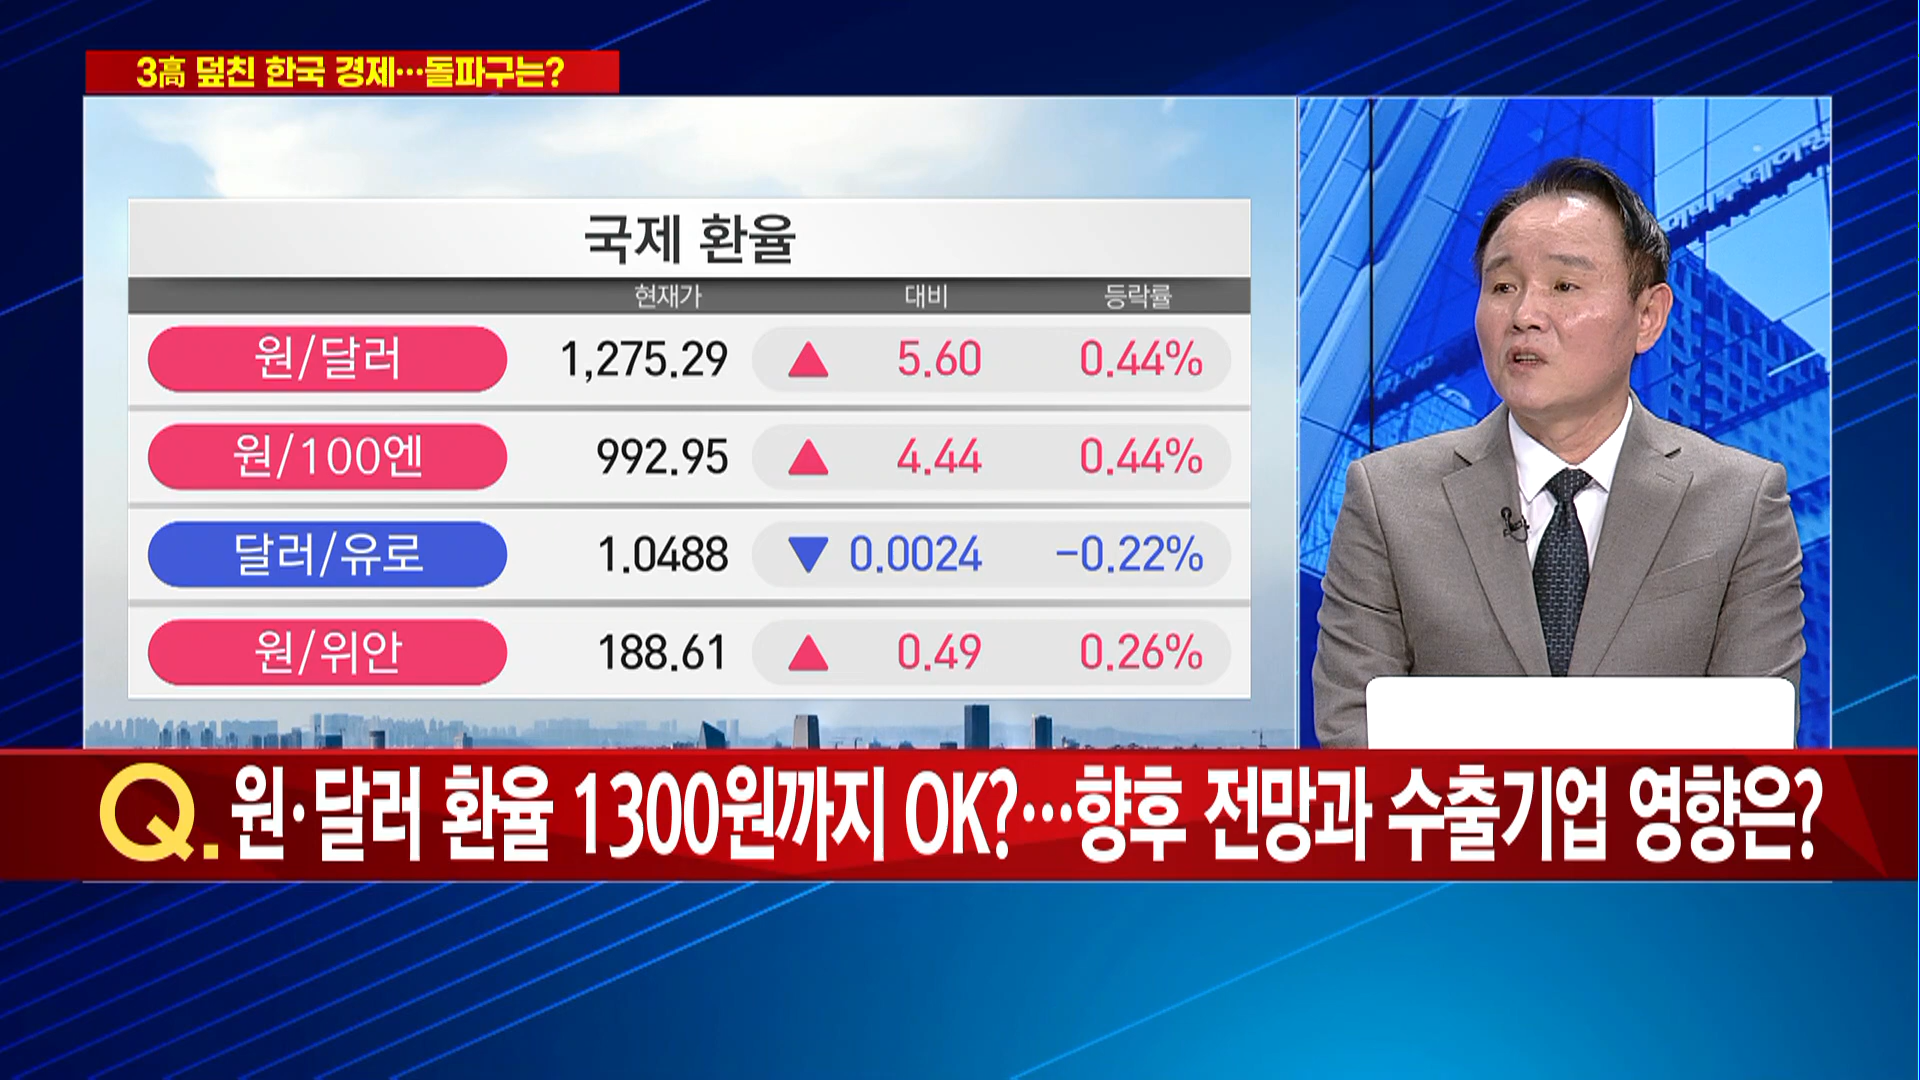 3高 덮친 한국 경제…돌파구는?
국제 환율
현재가 대비 등락률
원/달러 1,275.29 ▲ 5.60 0.44%
원/100엔 992.95 ▲ 4.44 0.44%
달러/유로 1.0488 ▼ 0.0024 -0.22%
원/위안 188.61 ▲ 0.49 0.26%
Q. 원·달러 환율 1300원까지 OK?…향후 전망과 수출기업 영향은?